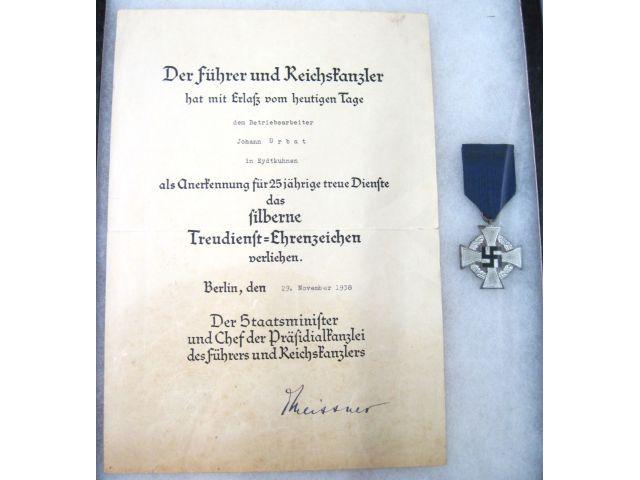 Der Führer und Reichskanzler
hat mit Erlaß vom heutigen Tage
dem Betriebsarbeiter
Johann Urbat
in Eydtkuhnen
als Anerkennung für 25jährige treue Dienste
das
silberne
Treudienst=Ehrenzeichen
verliehen.
Berlin, den 29. November 1938
Der Staatsminister
und Chef der Präsidialkanzlei
des Führers und Reichskanzlers
Meissner